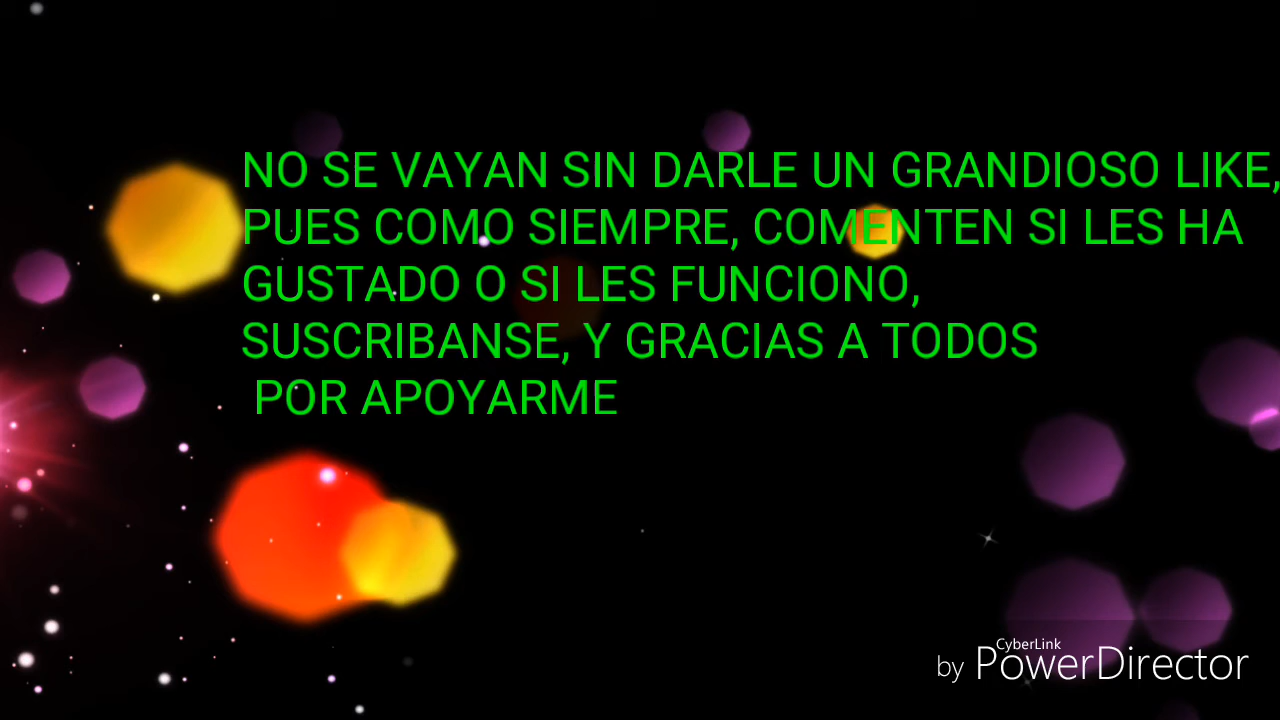 NO SE VAYAN SIN DARLE UN GRANDIOSO LIKE,
PUES COMO SIEMPRE, COMENTEN SI LES HA
GUSTADO O SI LES FUNCIONO,
SUSCRIBANSE, Y GRACIAS A TODOS
POR APOYARME
CyberLink
by PowerDirector